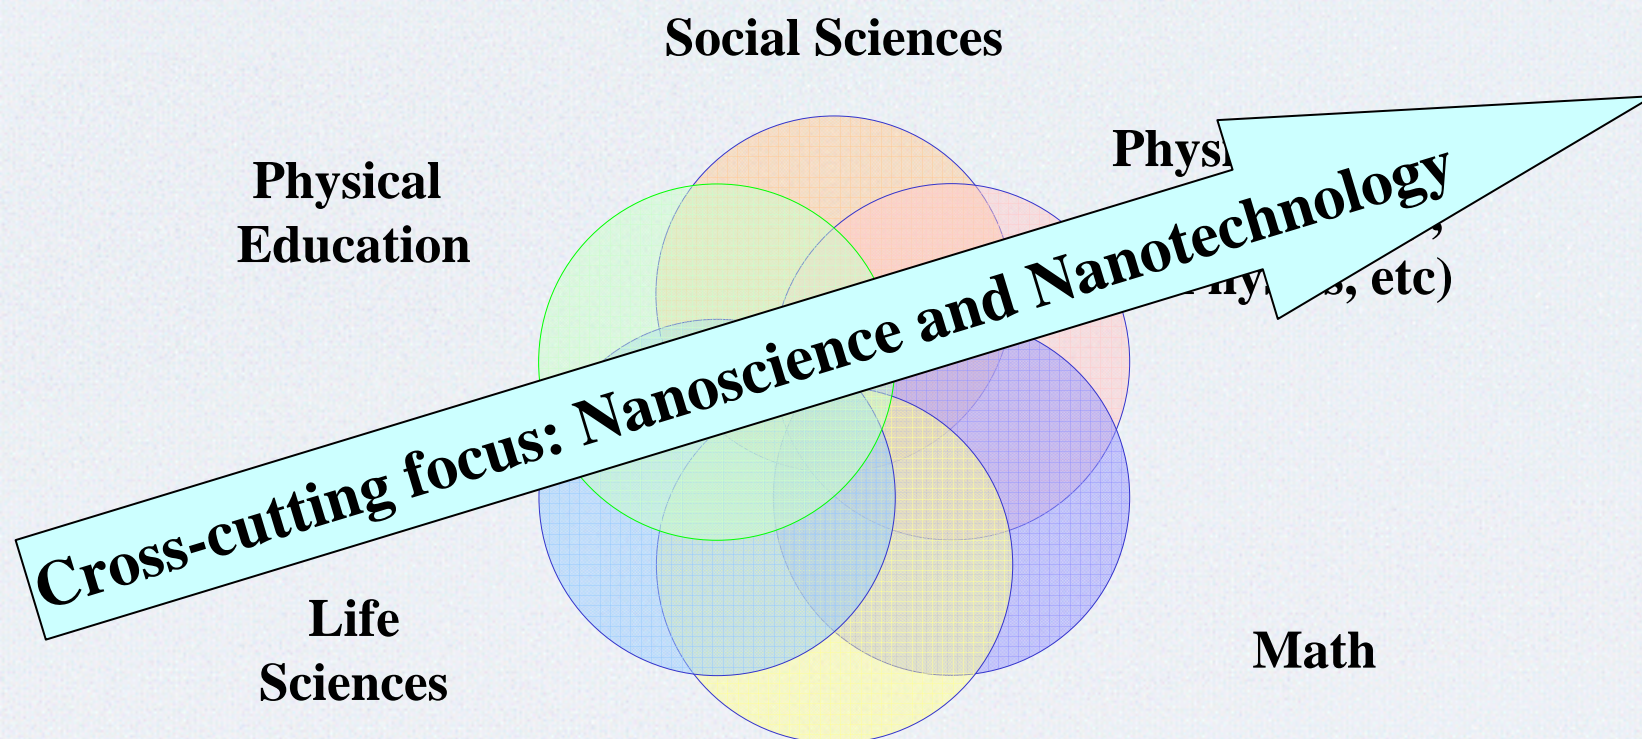 Social Sciences
Physical
Education
Cross-cutting focus: Nanoscience and Nanotechnology
etc)
Life
Sciences
Math